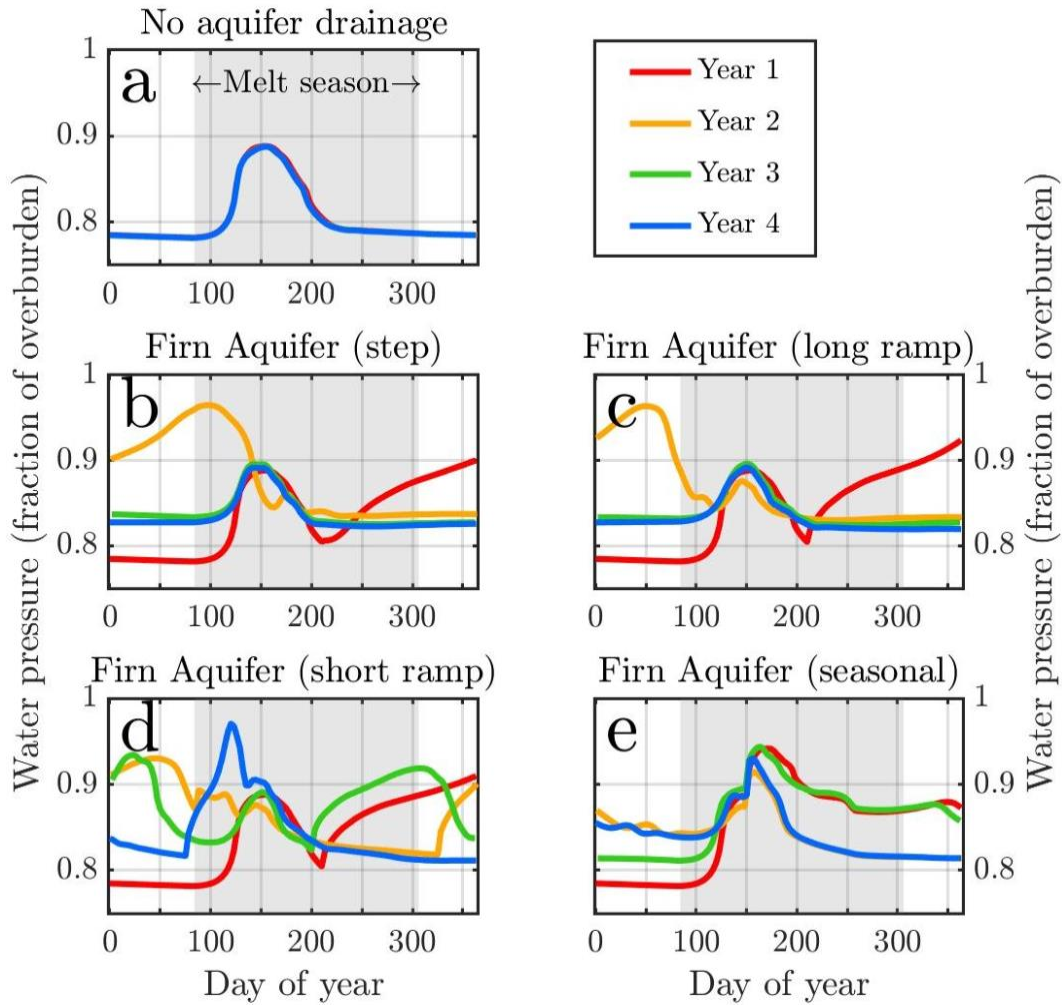 No aquifer drainage
1
a
←Melt season→
0.9
0.8
0 100 200 300
Year 1
Year 2
Year 3
Year 4
Water pressure (fraction of overburden)
Water pressure (fraction of overburden)
Firn Aquifer (step)
1
b
0.9
0.8
0 100 200 300
Firn Aquifer (long ramp)
1
c
0.9
0.8
0 100 200 300
Firn Aquifer (short ramp)
1
d
0.9
0.8
0 100 200 300
Day of year
Firn Aquifer (seasonal)
1
e
0.9
0.8
0 100 200 300
Day of year